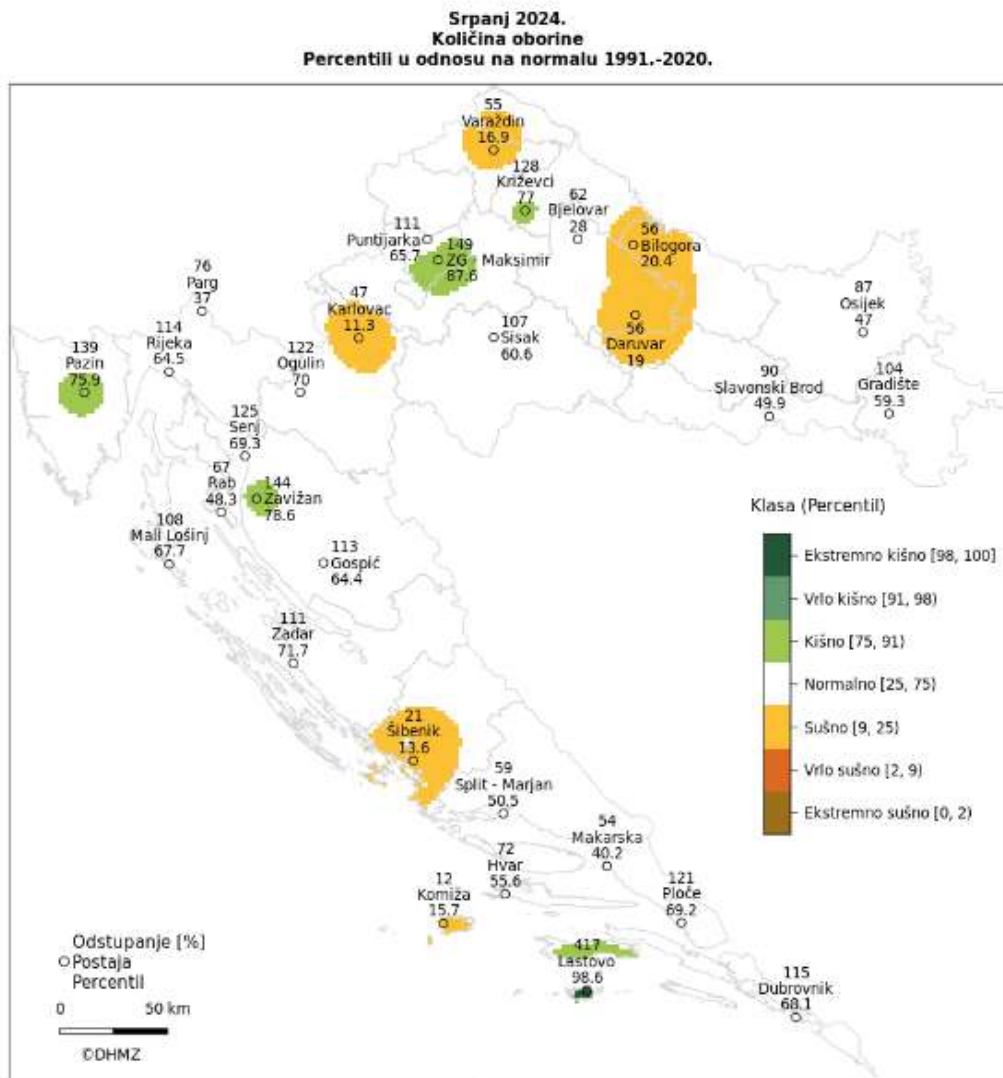 Srpanj 2024.
Količina oborine
Percentili u odnosu na normalu 1991.-2020.
55
Varaždin
16.9
128
Križevci
77
62
Bjelovar
28
111
Puntijarka
65.7
149
ZG Maksimir
87.6
56
Bilogora
20.4
76
Parg
37
47
Karlovac
11.3
87
Osijek
47
114
Rijeka
64.5
107
Sisak
60.6
56
Daruvar
19
139
Pazin
75.9
122
Ogulin
70
90
Slavonski Brod
49.9
104
Gradište
59.3
125
Senj
69.3
67
Rab
48.3
144
Zavižan
78.6
108
Mali Lošinj
67.7
113
Gospić
64.4
111
Zadar
71.7
21
Šibenik
13.6
59
Split - Marjan
50.5
54
Makarska
40.2
72
Hvar
55.6
12
Komiža
15.7
121
Ploče
69.2
417
Lastovo
98.6
115
Dubrovnik
68.1
Klasa (Percentil)
Ekstremno kišno [98, 100]
Vrlo kišno [91, 98)
Kišno [75, 91)
Normalno [25, 75)
Sušno [9, 25)
Vrlo sušno [2, 9)
Ekstremno sušno [0, 2)
Odstupanje [%]
Postaja
Percentil
0 50 km
©DHMZ